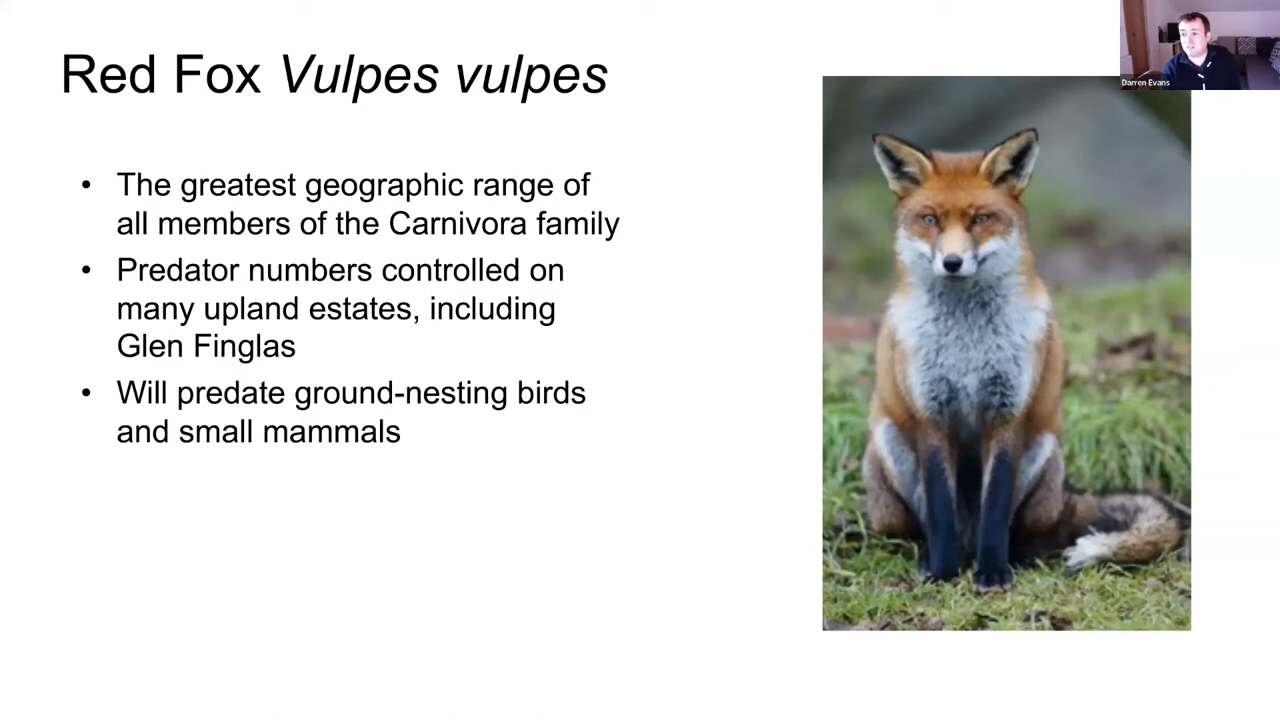 Red Fox Vulpes vulpes
Darren Evans
• The greatest geographic range of
all members of the Carnivora family
• Predator numbers controlled on
many upland estates, including
Glen Finglas
• Will predate ground-nesting birds
and small mammals